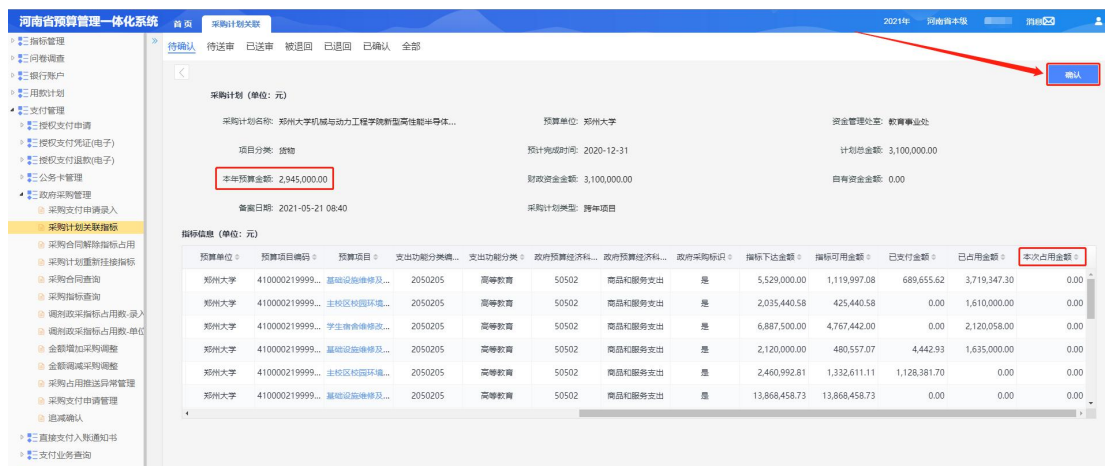 河南省预算管理一体化系统 首页 采购计划关联 2021年 河南省本级 消息
指标管理
问卷调查
银行账户
用款计划
支付管理
授权支付申请
授权支付凭证(电子)
授权支付退款(电子)
公务卡管理
政府采购管理
采购支付申请录入
采购计划关联指标
采购合同解除指标占用
采购计划重新挂接指标
采购合同查询
采购指标查询
调剂政采指标占用数-录入
调剂政采指标占用数-单位
金额增加采购调整
金额调减采购调整
采购占用推送异常管理
采购支付申请管理
追减确认
直接支付入账通知书
支付业务查询
待确认 待送审 已送审 被退回 已退回 已确认 全部
确认
采购计划（单位：元）
采购计划名称: 郑州大学机械与动力工程学院新型高性能半导体... 预算单位: 郑州大学 资金管理处室: 教育事业处
项目分类: 货物 预计完成时间: 2020-12-31 计划总金额: 3,100,000.00
本年预算金额: 2,945,000.00 财政资金金额: 3,100,000.00 自有资金金额: 0.00
备案日期: 2021-05-21 08:40 采购计划类型: 跨年项目
指标信息（单位：元）
预算单位 预算项目编码 预算项目 支出功能分类编... 支出功能分类 政府预算经济科... 政府预算经济科... 政府采购标识 指标下达金额 指标可用金额 已支付金额 已占用金额 本次占用金额
郑州大学 410000219999... 基础设施维修及... 2050205 高等教育 50502 商品和服务支出 是 5,529,000.00 1,119,997.08 689,655.62 3,719,347.30 0.00
郑州大学 410000219999... 主校区校园环境... 2050205 高等教育 50502 商品和服务支出 是 2,035,440.58 425,440.58 0.00 1,610,000.00 0.00
郑州大学 410000219999... 学生宿舍维修改... 2050205 高等教育 50502 商品和服务支出 是 6,887,500.00 4,767,442.00 0.00 2,120,058.00 0.00
郑州大学 410000219999... 基础设施维修及... 2050205 高等教育 50502 商品和服务支出 是 2,120,000.00 480,557.07 4,442.93 1,635,000.00 0.00
郑州大学 410000219999... 主校区校园环境... 2050205 高等教育 50502 商品和服务支出 是 2,460,992.81 1,332,611.11 1,128,381.70 0.00 0.00
郑州大学 410000219999... 基础设施维修及... 2050205 高等教育 50502 商品和服务支出 是 13,868,458.73 13,868,458.73 0.00 0.00 0.00